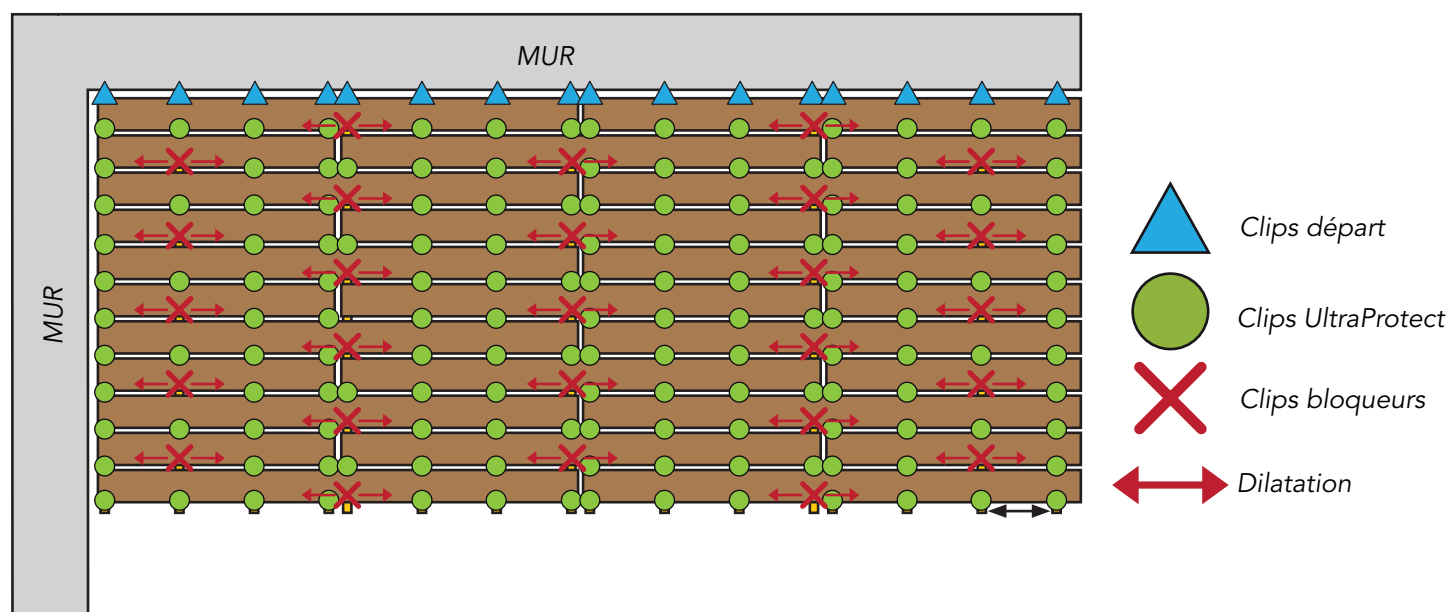 MUR
MUR
Clips départ
Clips UltraProtect
Clips bloqueurs
Dilatation